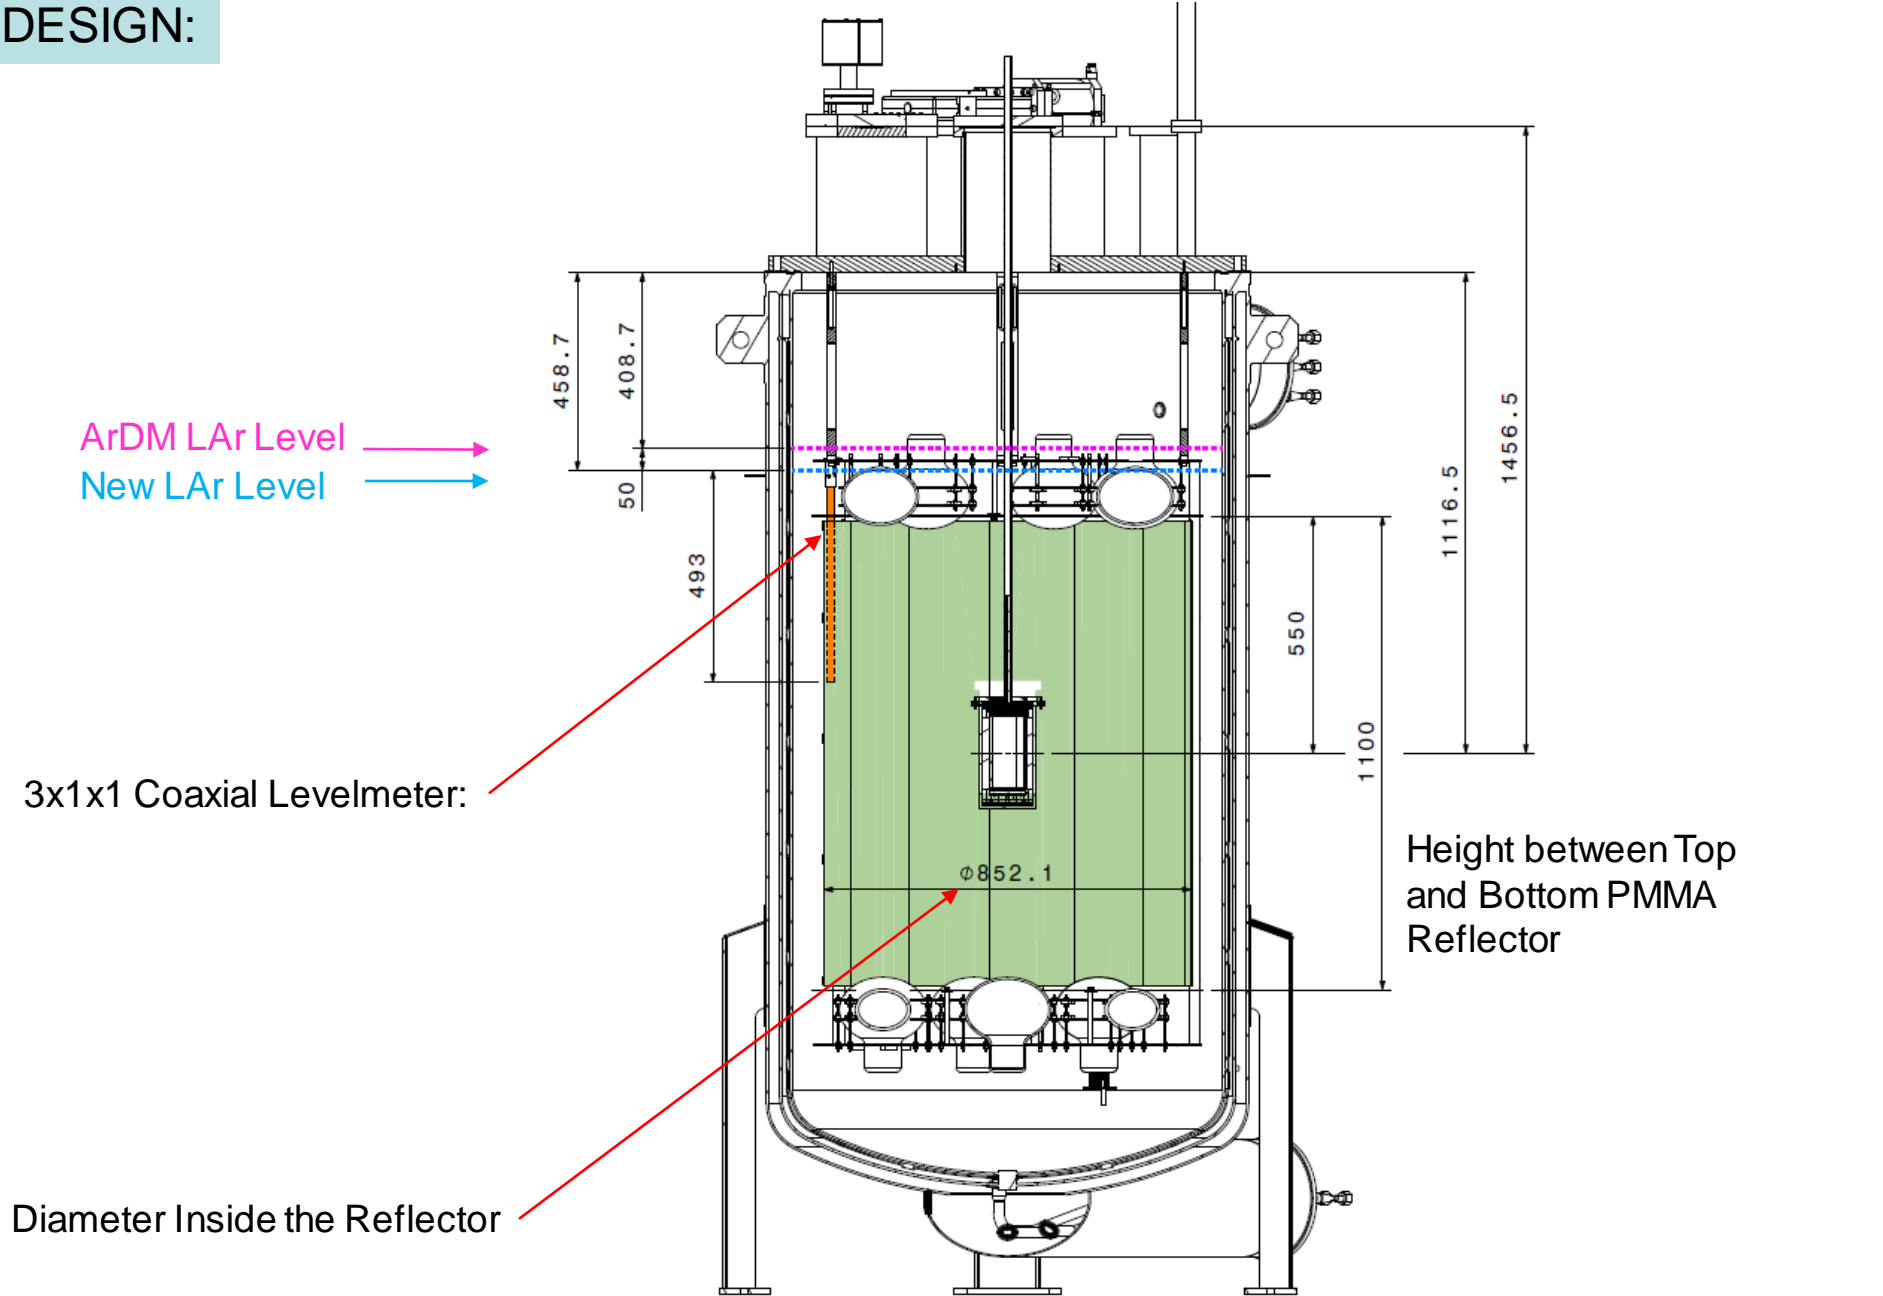 DESIGN:
458.7
408.7
1456.5
ArDM LAr Level
New LAr Level
50
1116.5
493
550
1100
3x1x1 Coaxial Levelmeter:
Height between Top
and Bottom PMMA
Reflector
Φ852.1
Diameter Inside the Reflector